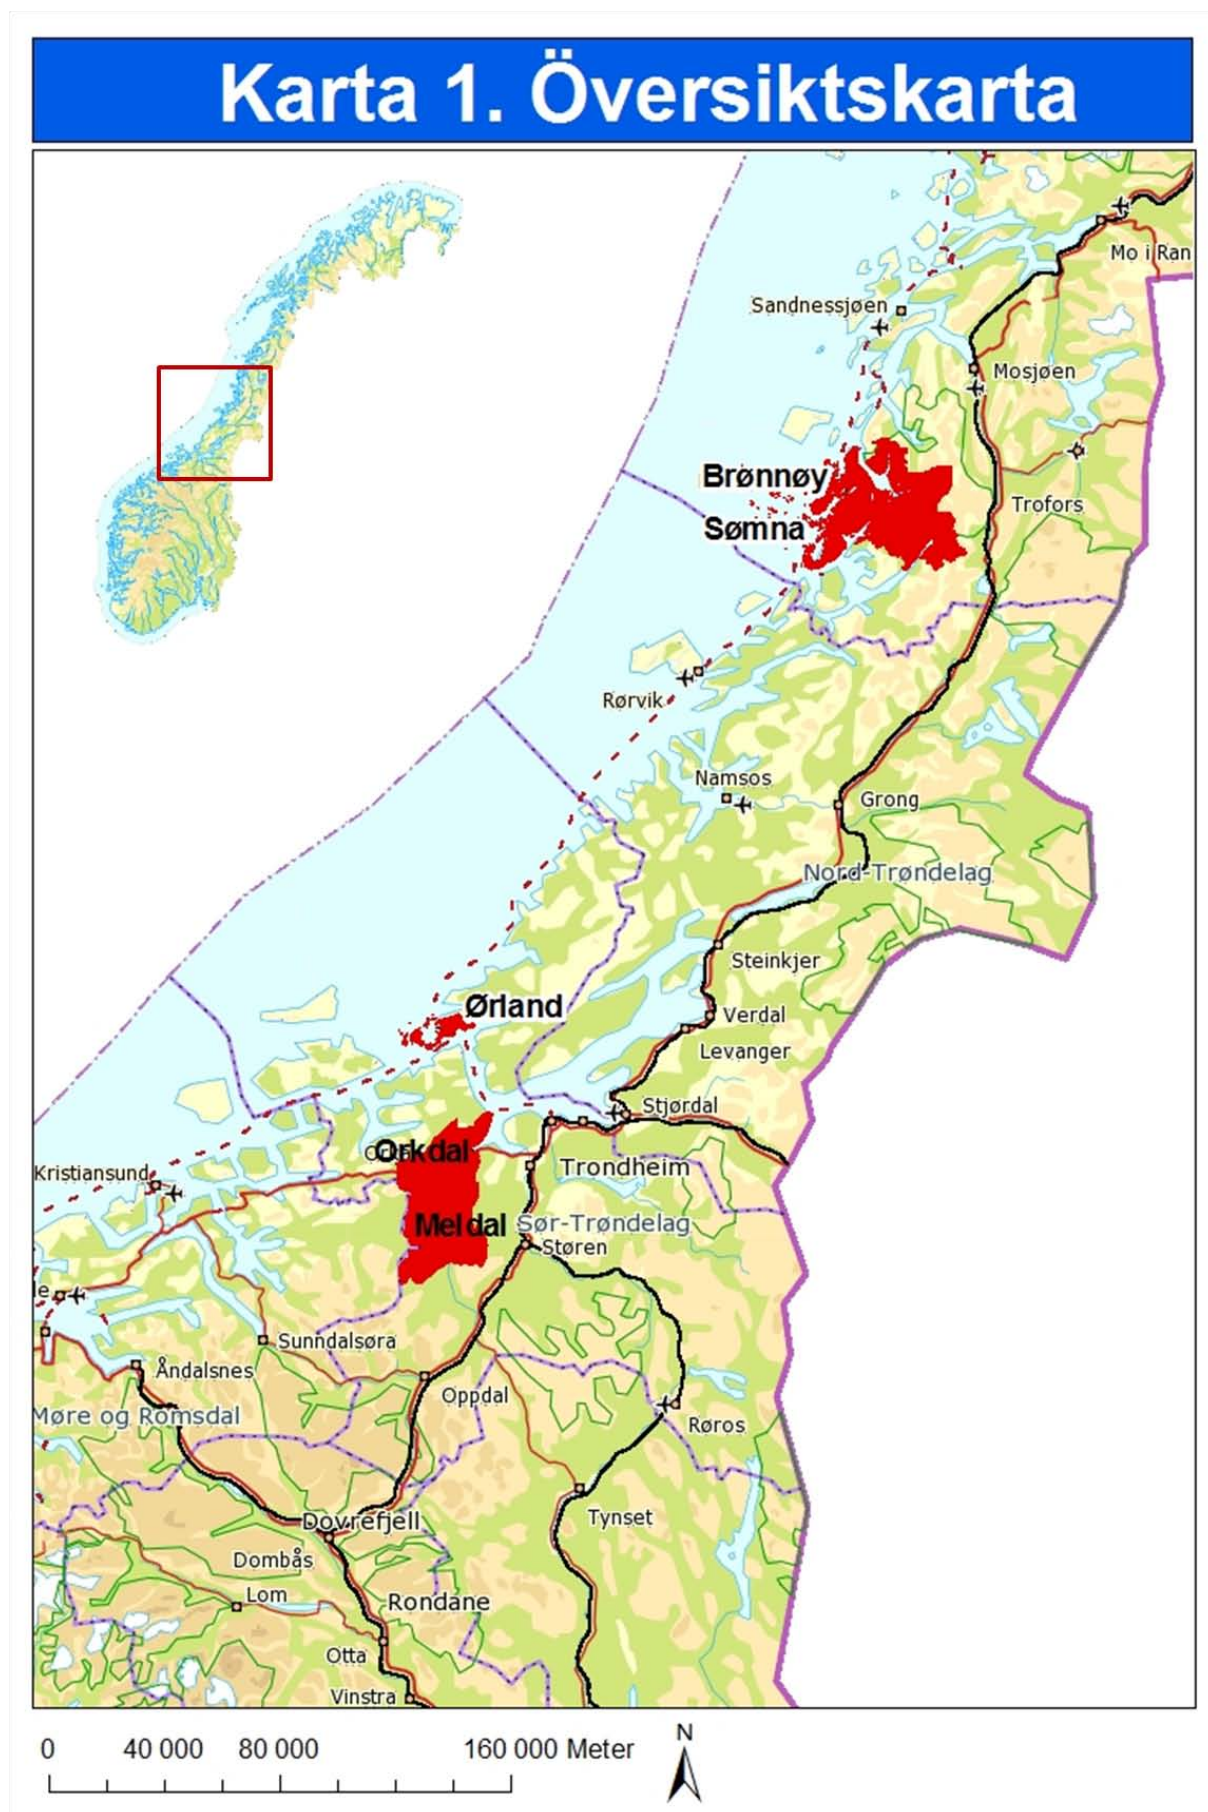 Karta 1. Översiktskarta
Mo i Ran
Sandnessjøen
Mosjøen
Brønnøy
Trofors
Sømna
Rørvik
Namsos
Grong
Nord-Trøndelag
Steinkjer
Ørland
Verdal
Levanger
Stjørdal
Orkdal
Kristiansund
Trondheim
Meldal
Sør-Trøndelag
Støren
le
Sunndalsøra
Åndalsnes
Oppdal
Møre og Romsdal
Røros
Tynset
Dovrefjell
Dombås
Lom
Rondane
Otta
Vinstra
N
0 40 000 80 000 160 000 Meter